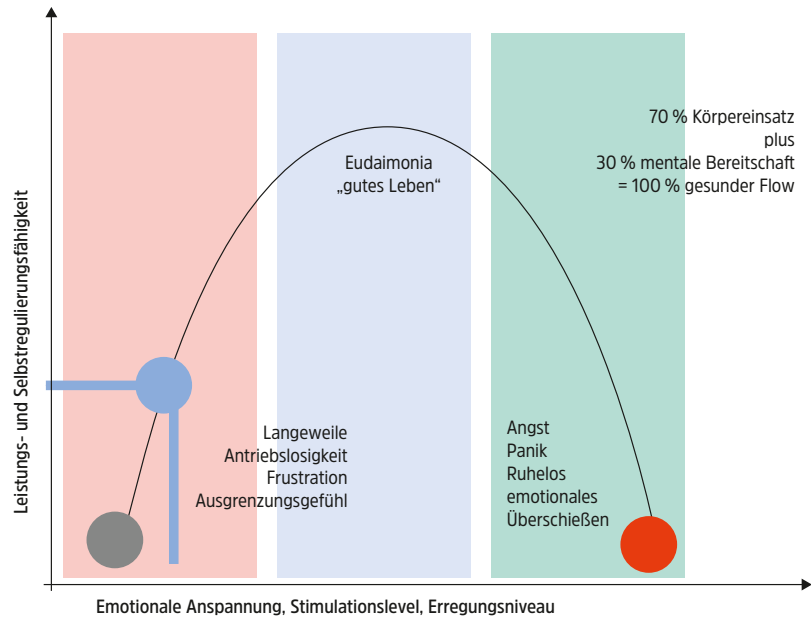 70 % Körpereinsatz
plus
30 % mentale Bereitschaft
= 100 % gesunder Flow
Eudaimonia
„gutes Leben“
Leistungs- und Selbstregulierungsfähigkeit
Langeweile
Antriebslosigkeit
Frustration
Ausgrenzungsgefühl
Angst
Panik
Ruhelos
emotionales
Überschießen
Emotionale Anspannung, Stimulationslevel, Erregungsniveau